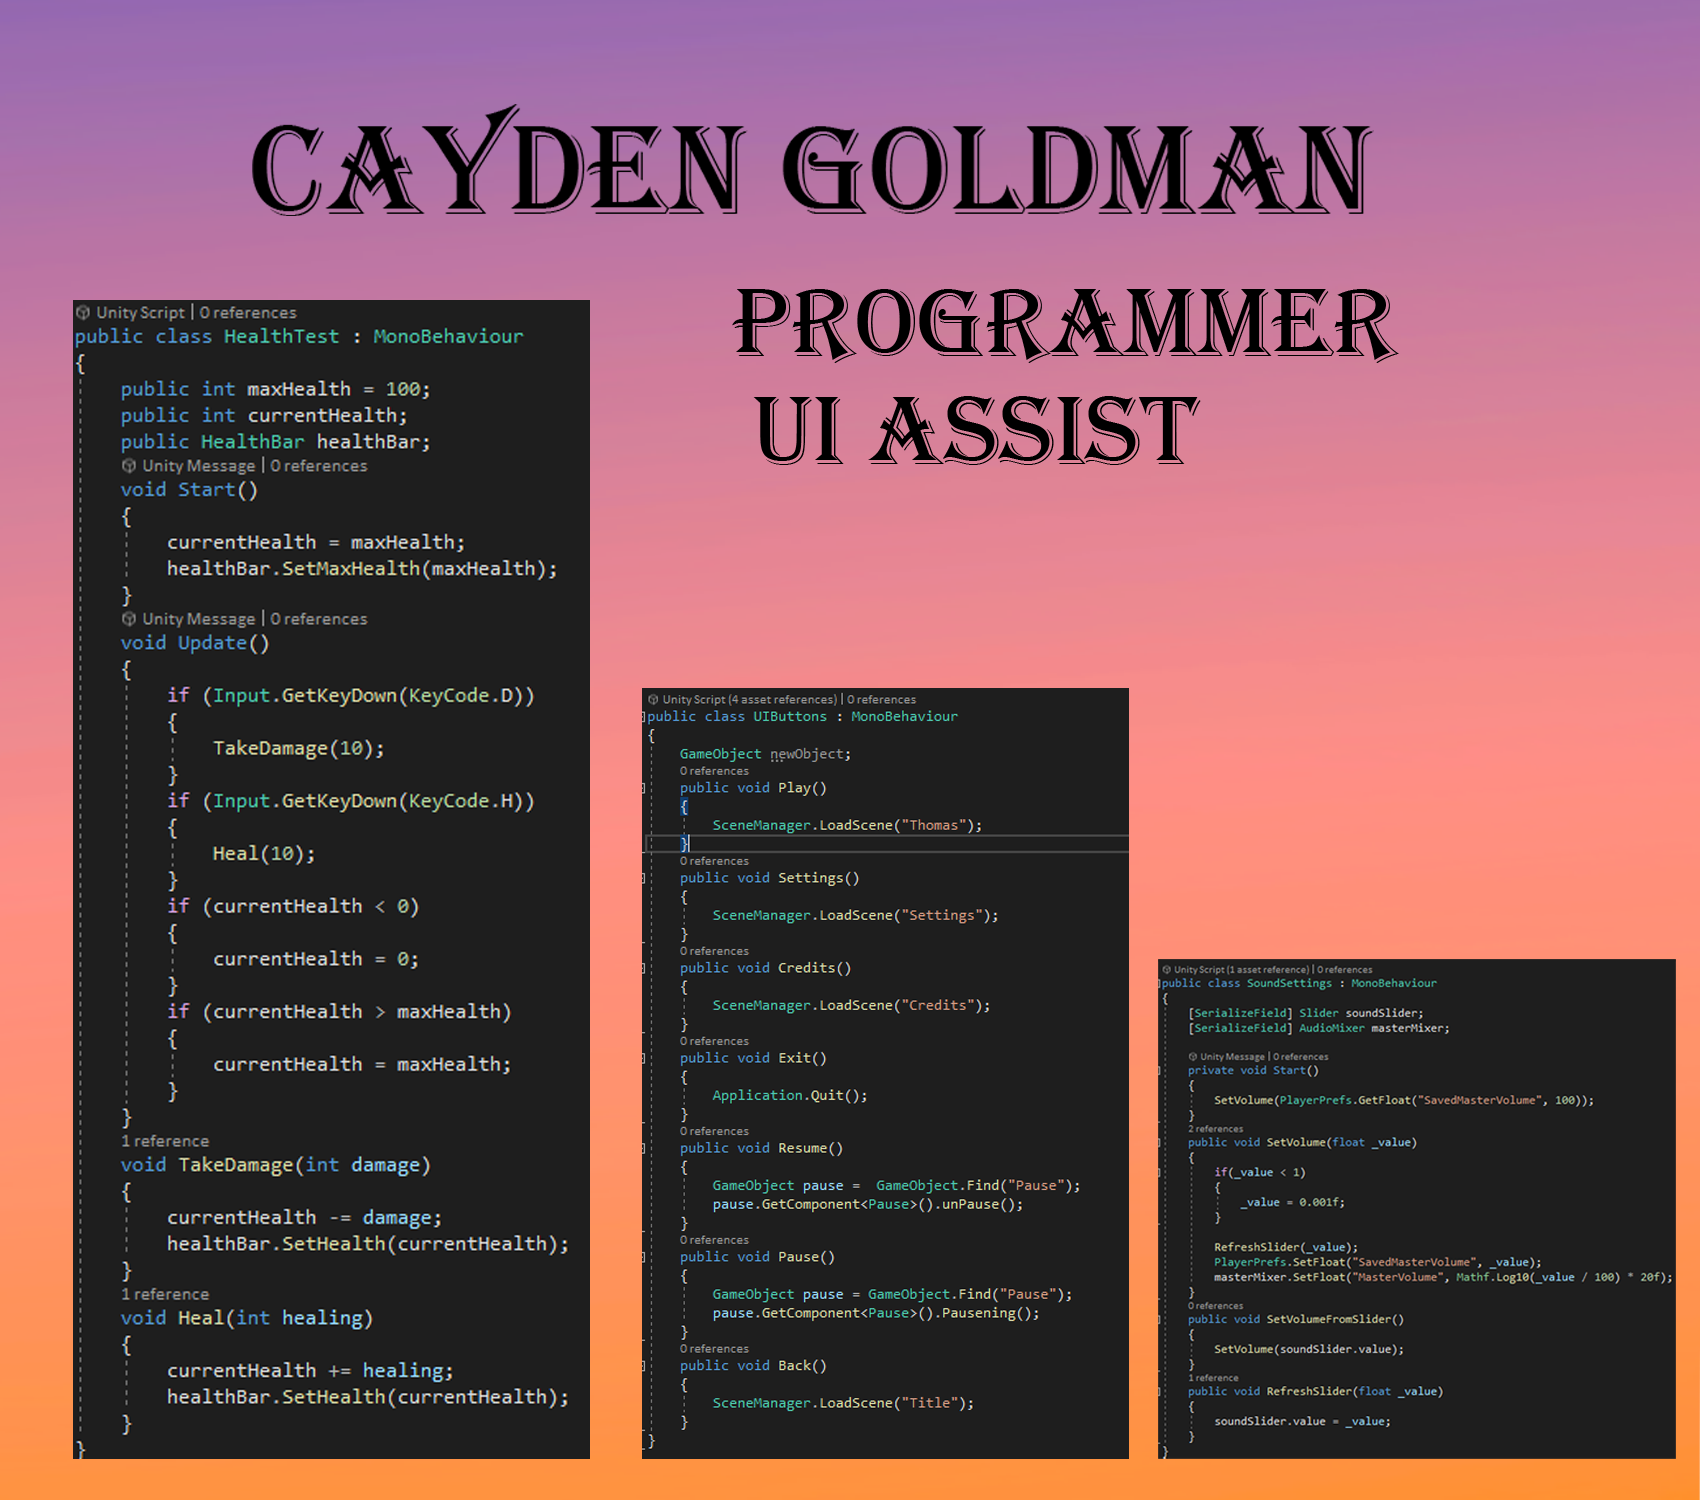 CAYDEN GOLDMAN
PROGRAMMER
UI ASSIST
Unity Script | 0 references
public class HealthTest : MonoBehaviour
{
public int maxHealth = 100;
public int currentHealth;
public HealthBar healthBar;
Unity Message | 0 references
void Start()
{
currentHealth = maxHealth;
healthBar.SetMaxHealth(maxHealth);
}
Unity Message | 0 references
void Update()
{
if (Input.GetKeyDown(KeyCode.D))
{
TakeDamage(10);
}
if (Input.GetKeyDown(KeyCode.H))
{
Heal(10);
}
if (currentHealth < 0)
{
currentHealth = 0;
}
if (currentHealth > maxHealth)
{
currentHealth = maxHealth;
}
}
1 reference
void TakeDamage(int damage)
{
currentHealth -= damage;
healthBar.SetHealth(currentHealth);
}
1 reference
void Heal(int healing)
{
currentHealth += healing;
healthBar.SetHealth(currentHealth);
}
}
Unity Script (4 asset references) | 0 references
public class UIButtons : MonoBehaviour
{
GameObject newObject;
0 references
public void Play()
{
SceneManager.LoadScene("Thomas");
}
0 references
public void Settings()
{
SceneManager.LoadScene("Settings");
}
0 references
public void Credits()
{
SceneManager.LoadScene("Credits");
}
0 references
public void Exit()
{
Application.Quit();
}
0 references
public void Resume()
{
GameObject pause =  GameObject.Find("Pause");
pause.GetComponent<Pause>().unPause();
}
0 references
public void Pause()
{
GameObject pause = GameObject.Find("Pause");
pause.GetComponent<Pause>().Pausening();
}
0 references
public void Back()
{
SceneManager.LoadScene("Title");
}
}
Unity Script (1 asset reference) | 0 references
public class SoundSettings : MonoBehaviour
{
[SerializeField] Slider soundSlider;
[SerializeField] AudioMixer masterMixer;
Unity Message | 0 references
private void Start()
{
SetVolume(PlayerPrefs.GetFloat("SavedMasterVolume", 100));
}
2 references
public void SetVolume(float _value)
{
if(_value < 1)
{
_value = 0.001f;
}
RefreshSlider(_value);
PlayerPrefs.SetFloat("SavedMasterVolume", _value);
masterMixer.SetFloat("MasterVolume", Mathf.Log10(_value / 100) * 20f);
}
0 references
public void SetVolumeFromSlider()
{
SetVolume(soundSlider.value);
}
1 reference
public void RefreshSlider(float _value)
{
soundSlider.value = _value;
}
}